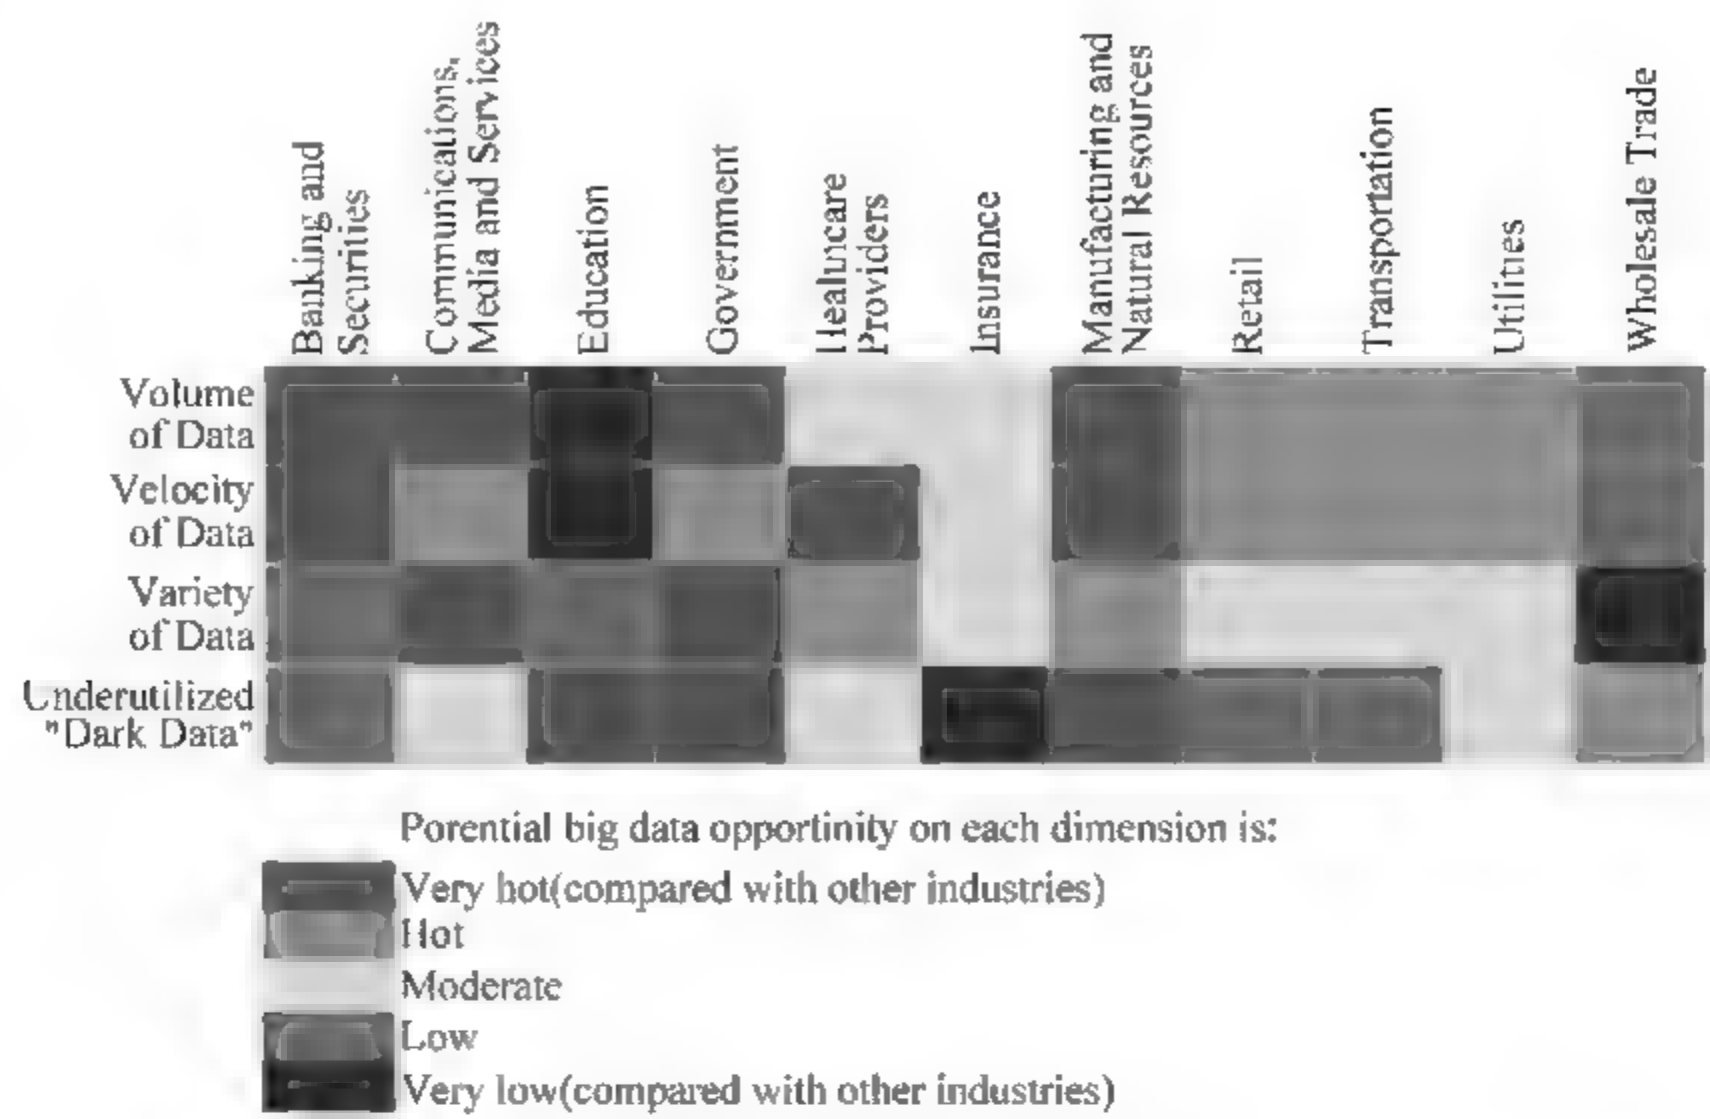 Banking and
Securities
Communications,
Media and Services
Education
Government
Healthcare
Providers
Insurance
Manufacturing and
Natural Resources
Retail
Transportation
Utilities
Wholesale Trade
Volume
of Data
Velocity
of Data
Variety
of Data
Underutilized
"Dark Data"
Porential big data opportinity on each dimension is:
Very hot(compared with other industries)
Hot
Moderate
Low
Very low(compared with other industries)